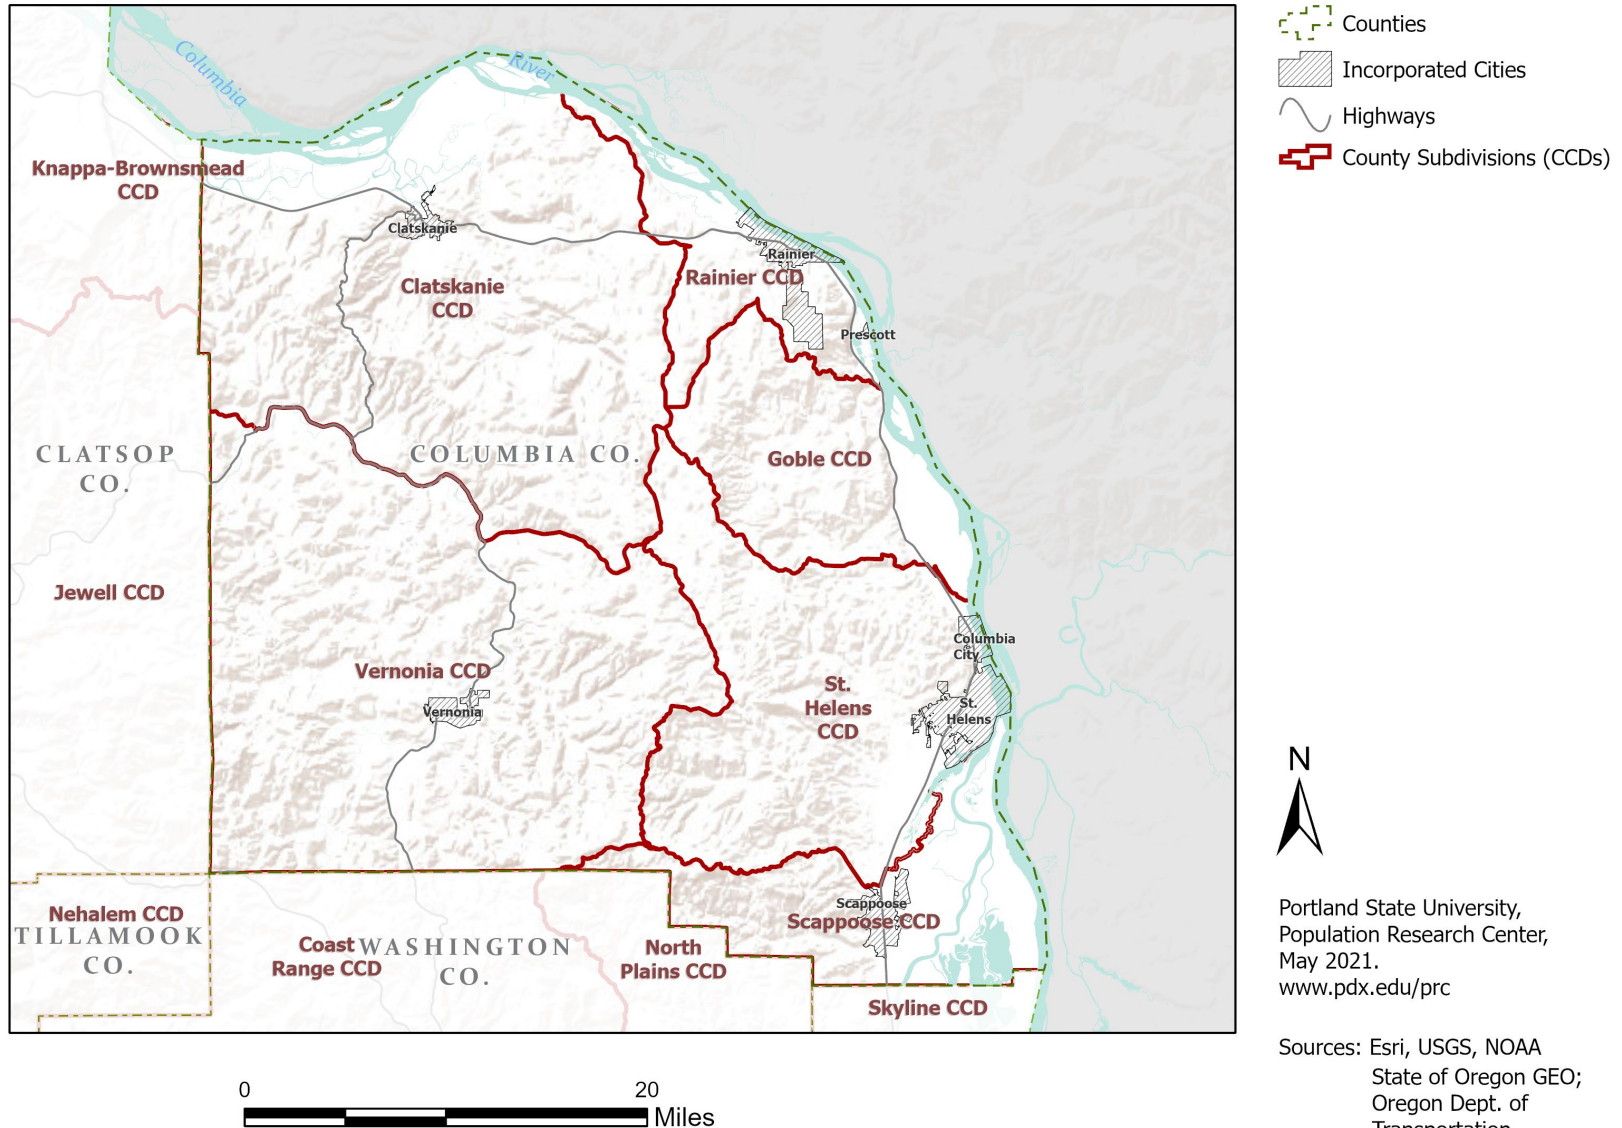 Columbia
River
Knappa-Brownsmead
CCD
Clatskanie
Clatskanie
CCD
Rainier
Rainier CCD
Prescott
CLATSOP
CO.
COLUMBIA CO.
Goble CCD
Jewell CCD
Vernonia CCD
Vernonia
Columbia
City
St.
Helens
CCD
St.
Helens
Nehalem CCD
TILLAMOOK
CO.
Coast
Range CCD
WASHINGTON
CO.
North
Plains CCD
Scappoose
Scappoose CCD
Skyline CCD
Counties
Incorporated Cities
Highways
County Subdivisions (CCDs)
N
Portland State University,
Population Research Center,
May 2021.
www.pdx.edu/prc
Sources: Esri, USGS, NOAA
State of Oregon GEO;
Oregon Dept. of
Transportation
0 20
Miles